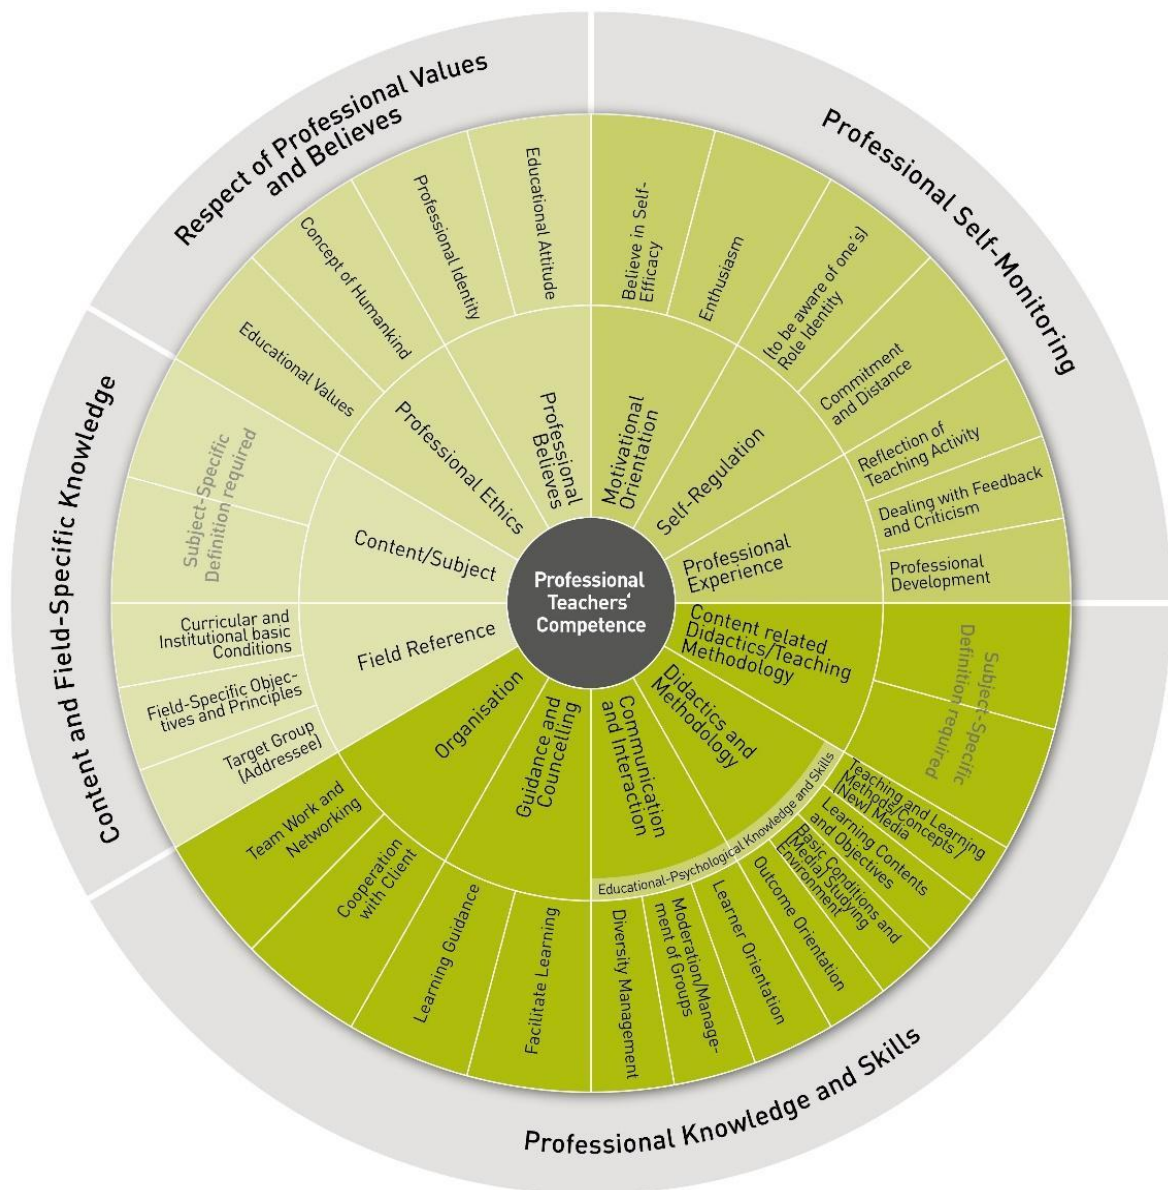 Respect of Professional Values
and Believes
Professional Self-Monitoring
Content and Field-Specific Knowledge
Professional Knowledge and Skills
Educational Values
Concept of Humankind
Professional Identity
Educational Attitude
Believe in Self-
Efficacy
Enthusiasm
(to be aware of one´s)
Role Identity
Commitment
and Distance
Reflection of
Teaching Activity
Dealing with Feedback
and Criticism
Professional
Development
Subject-Specific
Definition required
Teaching and Learning
Methods/Concepts/
(New) Media
Learning Contents
and Objectives
Basic Conditions and
(Media) Studying
Environment
Outcome Orientation
Learner Orientation
Moderation/Manage-
ment of Groups
Diversity Management
Facilitate Learning
Learning Guidance
Cooperation
with Client
Team Work and
Networking
Target Group
(Addressee)
Field-Specific Objec-
tives and Principles
Curricular and
Institutional basic
Conditions
Subject-Specific
Definition required
Professional Ethics
Professional
Believes
Motivational
Orientation
Self-Regulation
Professional
Experience
Content related
Didactics/Teaching
Methodology
Didactics and
Methodology
Communication
and Interaction
Educational-Psychological Knowledge and Skills
Guidance and
Councelling
Organisation
Field Reference
Content/Subject
Professional
Teachers‘
Competence